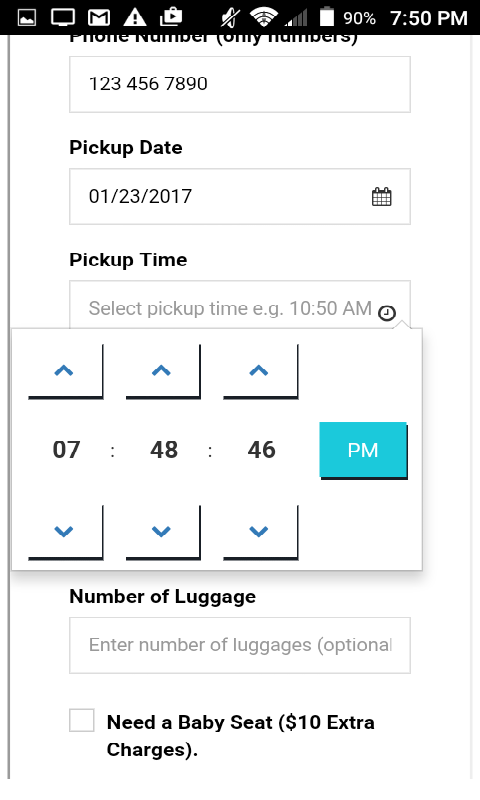 90% 7:50 PM
Phone Number (only numbers)
123 456 7890
Pickup Date
01/23/2017
Pickup Time
Select pickup time e.g. 10:50 AM
07 : 48 : 46 PM
Number of Luggage
Enter number of luggages (optional
Need a Baby Seat ($10 Extra
Charges).